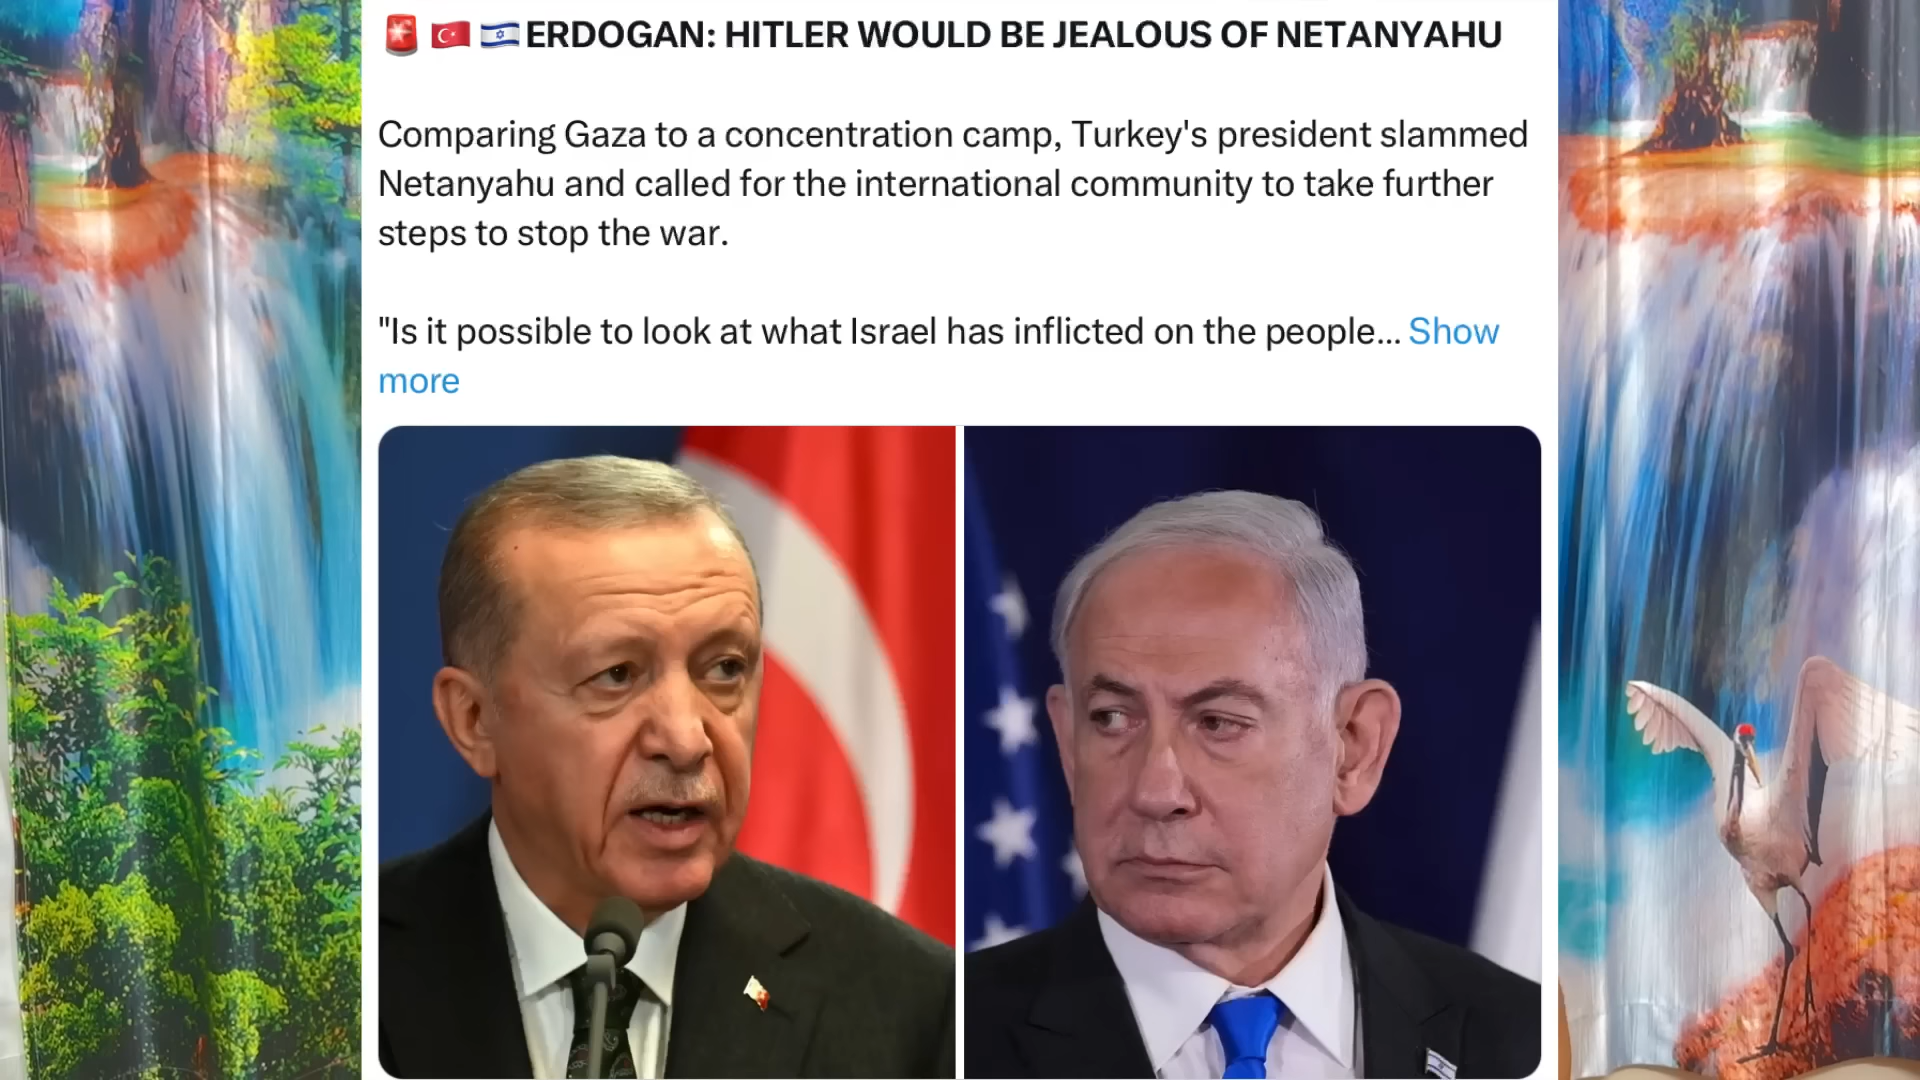 🚨🇹🇷🇮🇱ERDOGAN: HITLER WOULD BE JEALOUS OF NETANYAHU
Comparing Gaza to a concentration camp, Turkey's president slammed
Netanyahu and called for the international community to take further
steps to stop the war.
"Is it possible to look at what Israel has inflicted on the people... Show
more